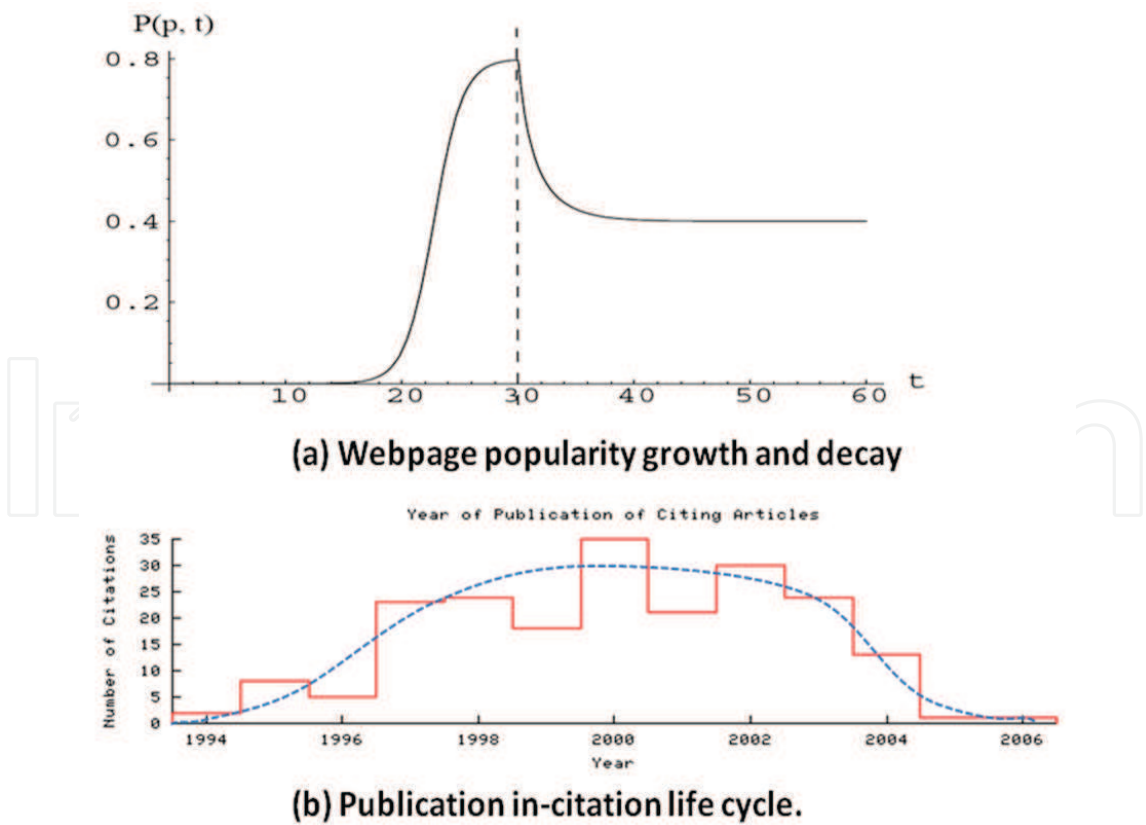 P(p, t)
0.8
0.6
0.4
0.2
10 20 30 40 50 60 t
(a) Webpage popularity growth and decay
Year of Publication of Citing Articles
Number of Citations
35
30
25
20
15
10
5
0
1994 1996 1998 2000 2002 2004 2006
Year
(b) Publication in-citation life cycle.